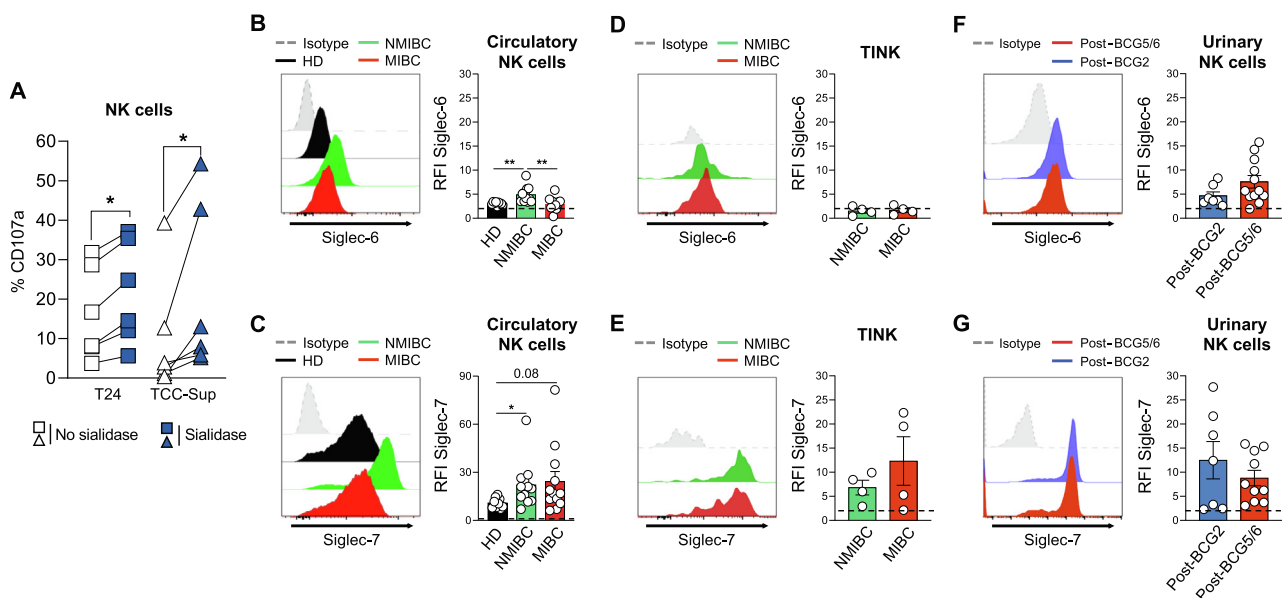 A
NK cells
% CD107a
60
50
40
30
20
10
0
*
*
T24
TCC-Sup
No sialidase
Sialidase
B
Isotype
NMIBC
HD
MIBC
Siglec-6
Circulatory
NK cells
RFI Siglec-6
30
25
20
15
10
5
0
**
**
HD
NMIBC
MIBC
C
Isotype
NMIBC
HD
MIBC
Siglec-7
Circulatory
NK cells
RFI Siglec-7
90
60
30
0
0.08
*
HD
NMIBC
MIBC
D
Isotype
NMIBC
MIBC
Siglec-6
TINK
RFI Siglec-6
30
25
20
15
10
5
0
NMIBC
MIBC
E
Isotype
NMIBC
MIBC
Siglec-7
TINK
RFI Siglec-7
30
25
20
15
10
5
0
NMIBC
MIBC
F
Isotype
Post-BCG5/6
Post-BCG2
Siglec-6
Urinary
NK cells
RFI Siglec-6
30
25
20
15
10
5
0
Post-BCG2
Post-BCG5/6
G
Isotype
Post-BCG5/6
Post-BCG2
Siglec-7
Urinary
NK cells
RFI Siglec-7
30
25
20
15
10
5
0
Post-BCG2
Post-BCG5/6